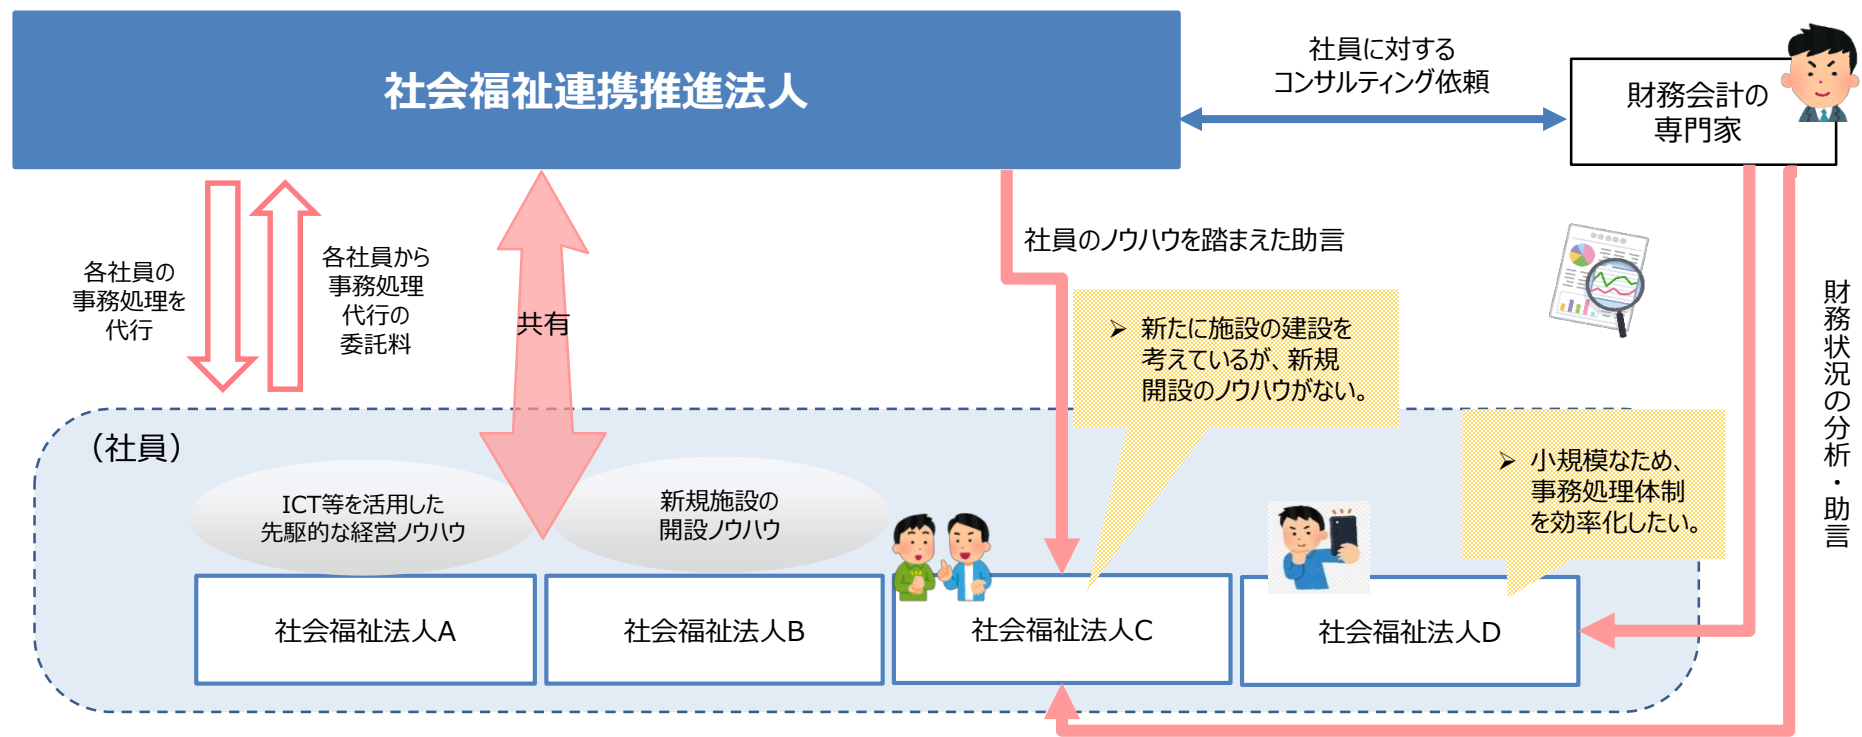 社会福祉連携推進法人
社員に対する
コンサルティング依頼
財務会計の
専門家
各社員の
事務処理を
代行
各社員から
事務処理
代行の
委託料
共有
社員のノウハウを踏まえた助言
➢ 新たに施設の建設を
考えているが、新規
開設のノウハウがない。
財務状況の分析・助言
（社員）
ICT等を活用した
先駆的な経営ノウハウ
新規施設の
開設ノウハウ
➢ 小規模なため、
事務処理体制
を効率化したい。
社会福祉法人A
社会福祉法人B
社会福祉法人C
社会福祉法人D